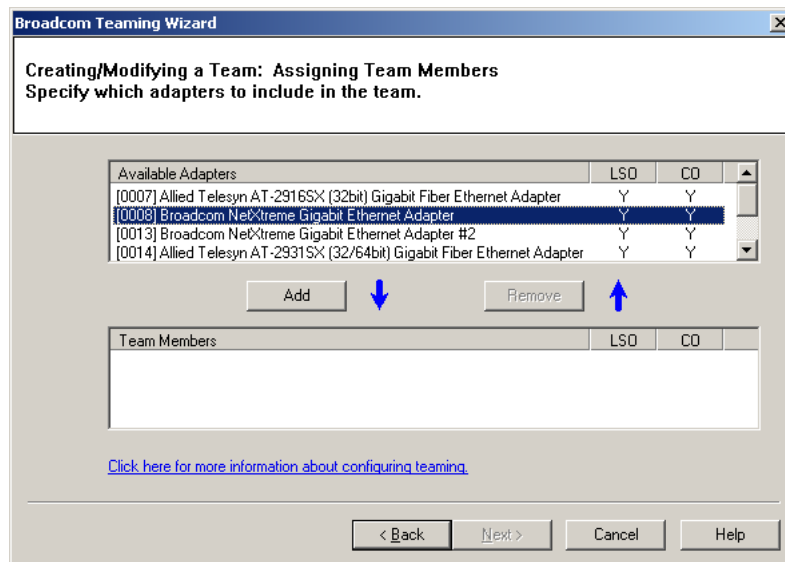 Broadcom Teaming Wizard
Creating/Modifying a Team: Assigning Team Members
Specify which adapters to include in the team.
Available Adapters LSO CO
[0007] Allied Telesyn AT-2916SX (32bit) Gigabit Fiber Ethernet Adapter Y Y
[0008] Broadcom NetXtreme Gigabit Ethernet Adapter Y Y
[0013] Broadcom NetXtreme Gigabit Ethernet Adapter #2 Y Y
[0014] Allied Telesyn AT-2931SX (32/64bit) Gigabit Fiber Ethernet Adapter Y Y
Add Remove
Team Members LSO CO
Click here for more information about configuring teaming.
< Back Next > Cancel Help